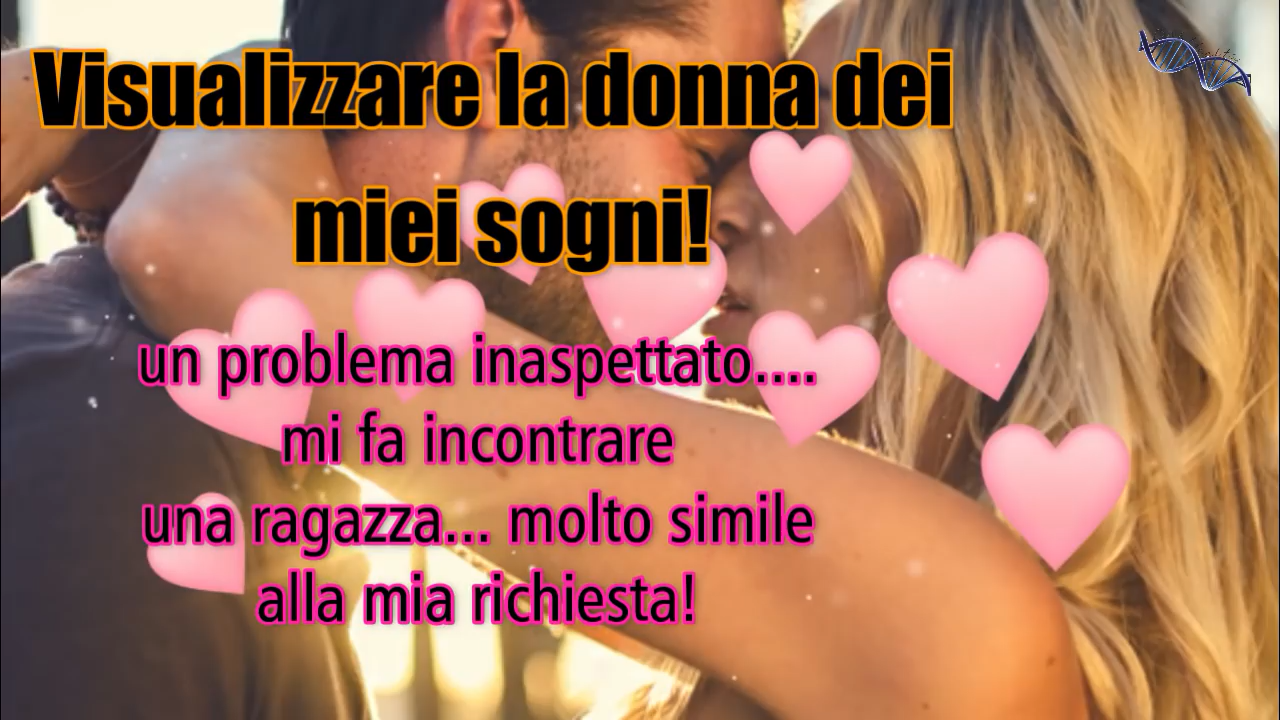 Visualizzare la donna dei
miei sogni!
un problema inaspettato....
mi fa incontrare
una ragazza... molto simile
alla mia richiesta!